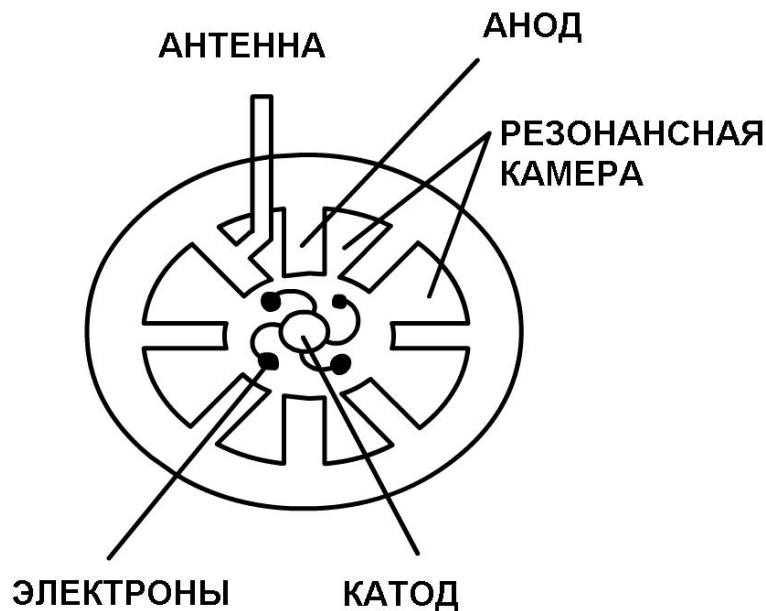 АНТЕННА
АНОД
РЕЗОНАНСНАЯ
КАМЕРА
ЭЛЕКТРОНЫ
КАТОД